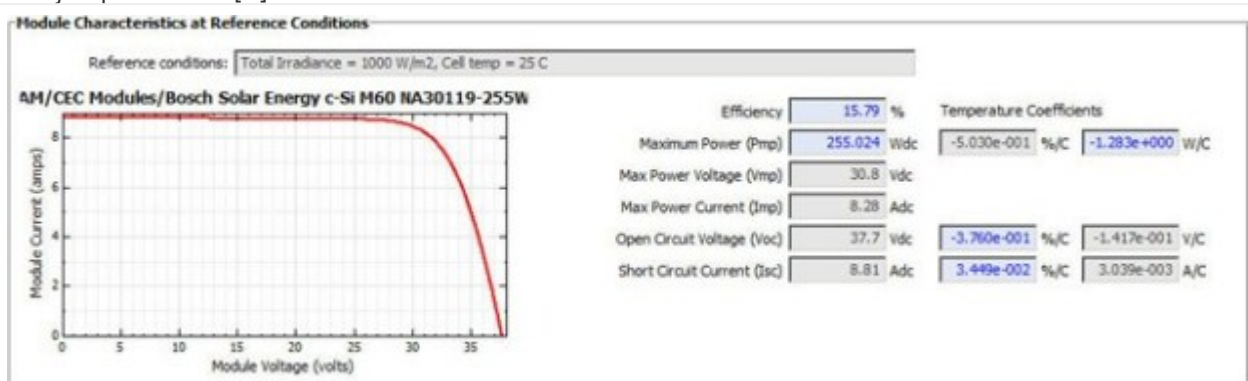 Module Characteristics at Reference Conditions
Reference conditions: Total Irradiance = 1000 W/m2, Cell temp = 25 C
AM/CEC Modules/Bosch Solar Energy c-Si M60 NA30119-255W
Efficiency 15.79 % Temperature Coefficients
Maximum Power (Pmp) 255.024 Wdc -5.030e-001 %/C -1.283e+000 W/C
Max Power Voltage (Vmp) 30.8 Vdc
Max Power Current (Imp) 8.28 Adc
Open Circuit Voltage (Voc) 37.7 Vdc -3.760e-001 %/C -1.417e-001 V/C
Short Circuit Current (Isc) 8.81 Adc 3.449e-002 %/C 3.039e-003 A/C
Module Current (amps)
8
6
4
2
0
0 5 10 15 20 25 30 35
Module Voltage (volts)